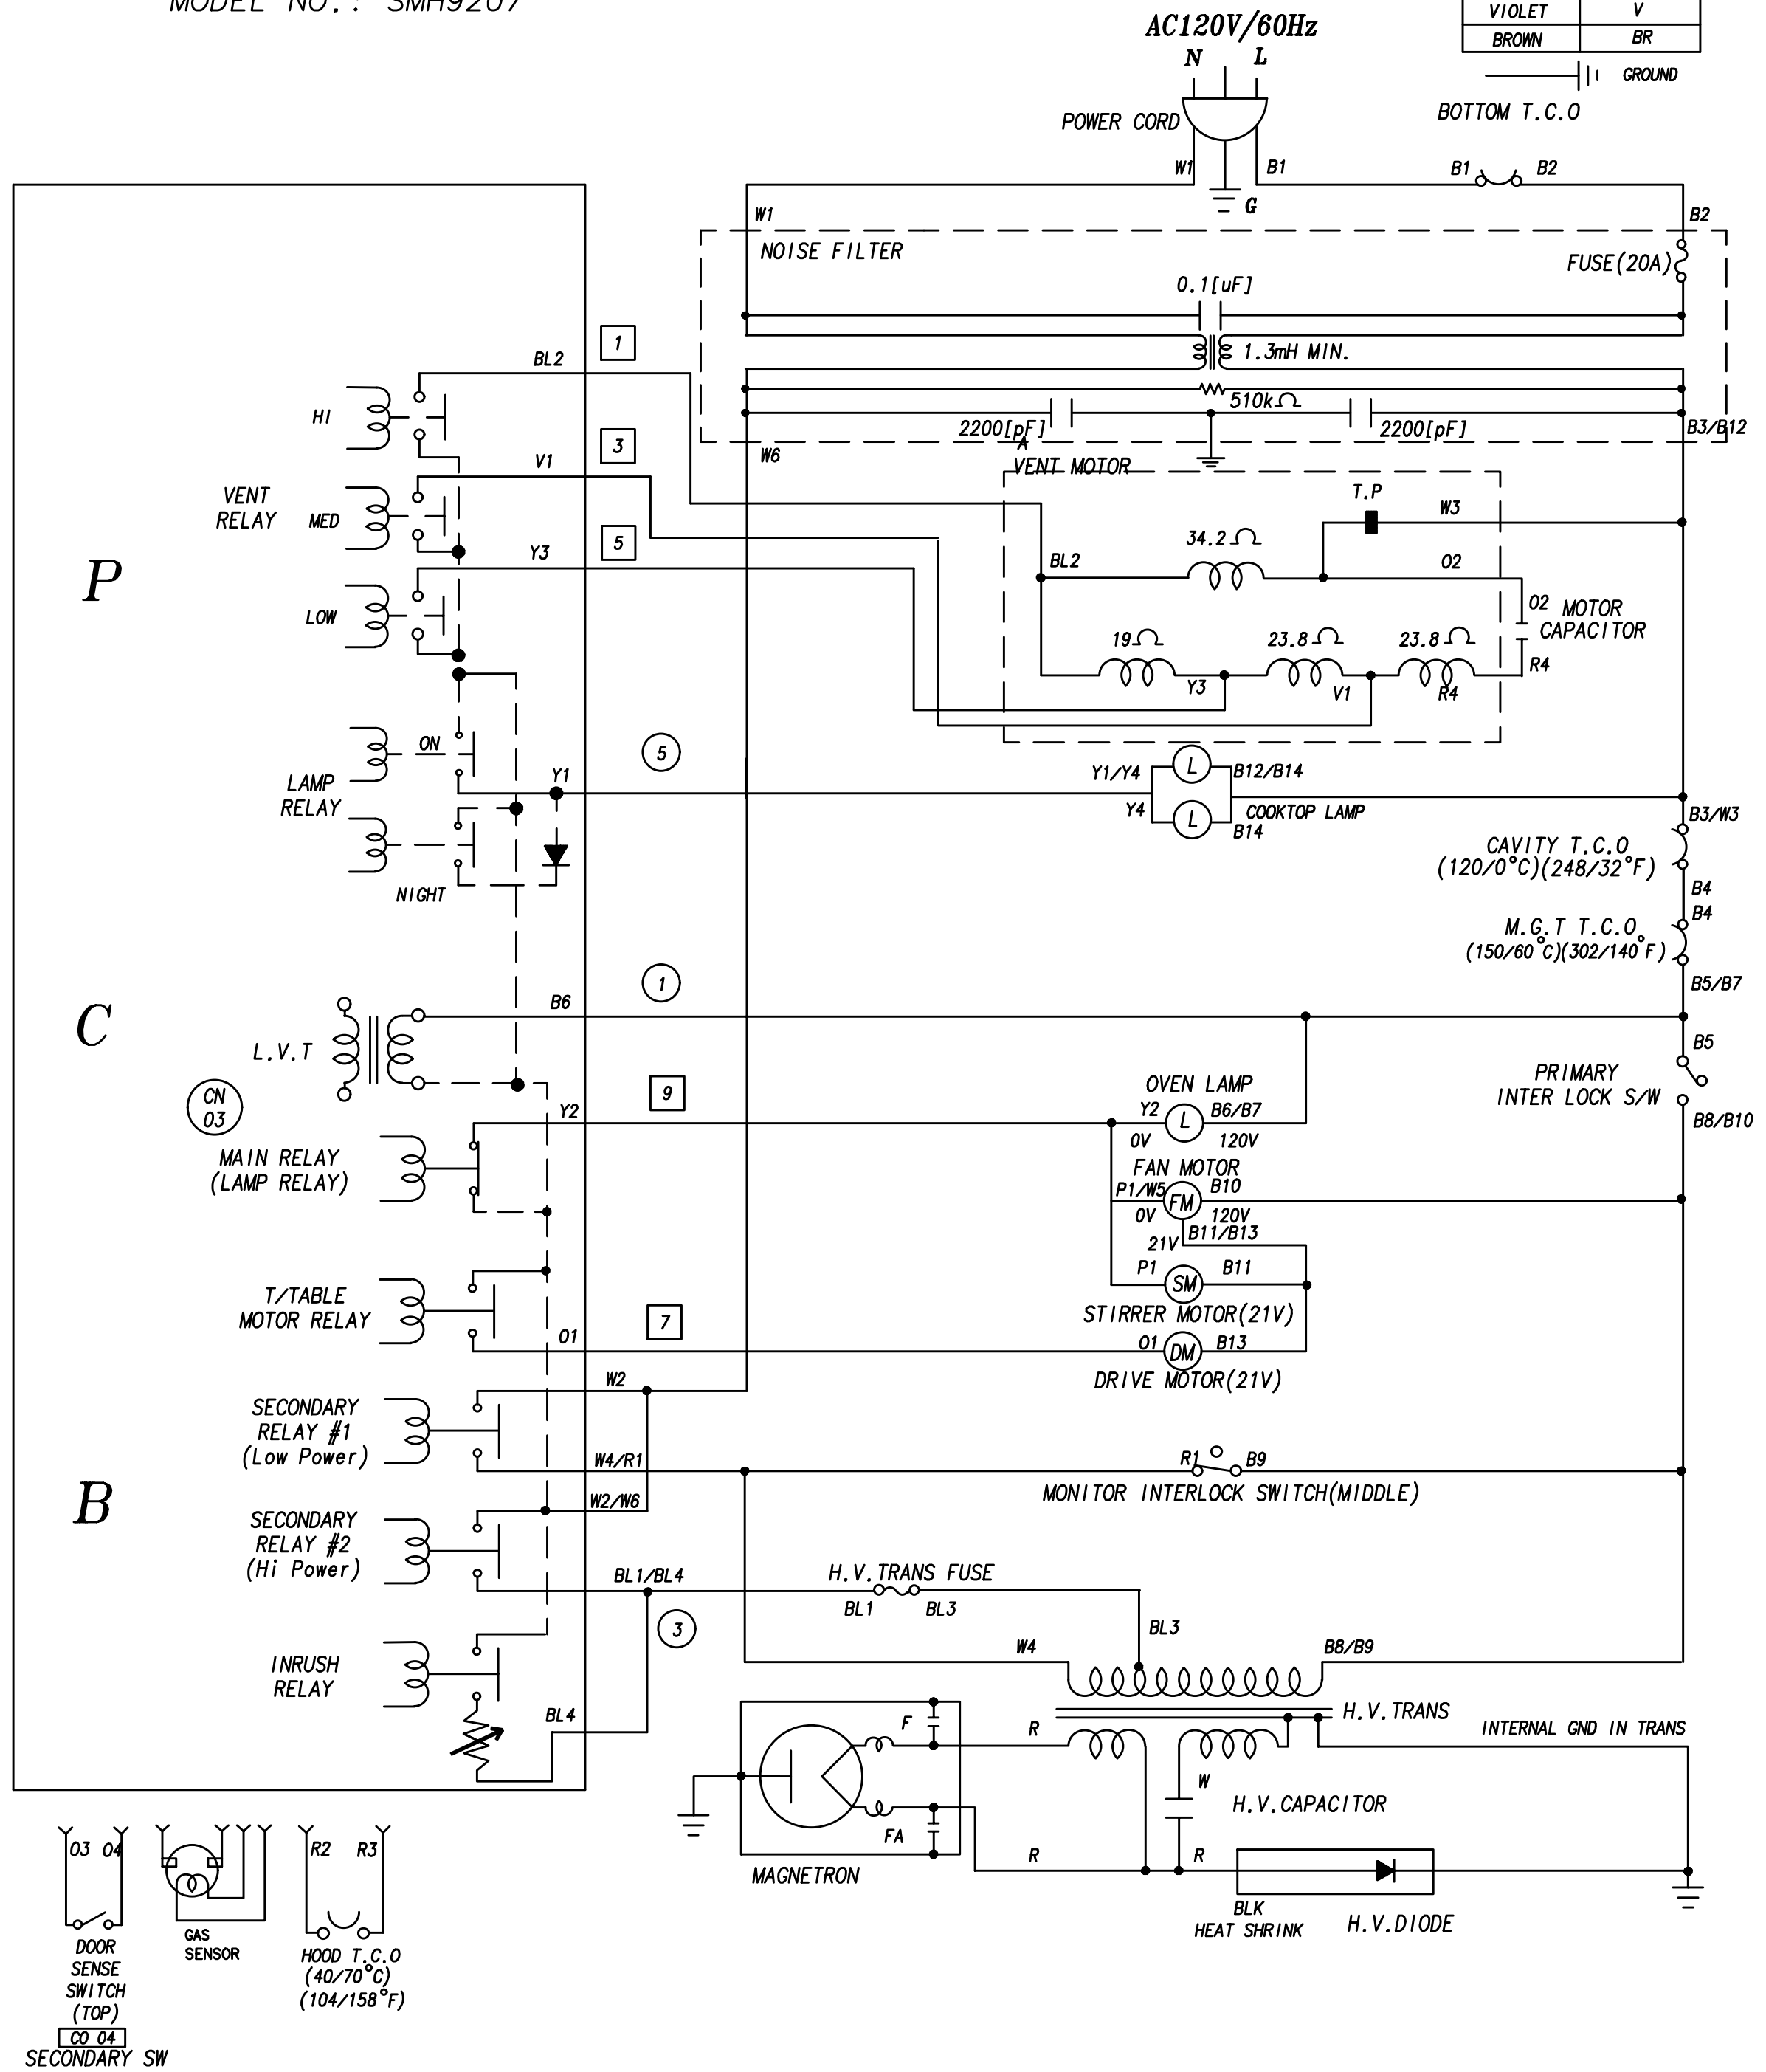 MODEL NO.: SMH9207
VIOLET V
BROWN BR
GROUND
AC120V/60Hz
N L
POWER CORD
BOTTOM T.C.O
W1 B1 B1 B2
G
W1 B2
NOISE FILTER
FUSE(20A)
0.1[uF]
1.3mH MIN.
510kΩ
2200[pF] 2200[pF]
A
W6 B3/B12
VENT MOTOR
T.P
W3
34.2Ω
BL2 O2
O2 MOTOR
CAPACITOR
19Ω 23.8Ω 23.8Ω
R4
Y3 V1 R4
1
BL2
HI
3
V1
VENT
RELAY MED
5
Y3
LOW
P
ON
5
Y1
LAMP
RELAY
NIGHT
Y1/Y4 L B12/B14
Y4 L COOKTOP LAMP
B14
B3/W3
CAVITY T.C.O
(120/0°C)(248/32°F)
B4
B4
M.G.T T.C.O
(150/60°C)(302/140°F)
B5/B7
1
B6
C
L.V.T
B5
PRIMARY
INTER LOCK S/W
B8/B10
CN
03
9
Y2
OVEN LAMP
Y2 L B6/B7
0V 120V
MAIN RELAY
(LAMP RELAY)
FAN MOTOR
P1/W5 FM B10
0V 120V
B11/B13
21V
P1 SM B11
STIRRER MOTOR(21V)
T/TABLE
MOTOR RELAY
7
O1
O1 DM B13
DRIVE MOTOR(21V)
W2
SECONDARY
RELAY #1
(Low Power)
W4/R1
R1 B9
MONITOR INTERLOCK SWITCH(MIDDLE)
W2/W6
B
SECONDARY
RELAY #2
(Hi Power)
BL1/BL4
H.V.TRANS FUSE
BL1 BL3
3
BL3
W4 B8/B9
INRUSH
RELAY
BL4
H.V.TRANS
F R
INTERNAL GND IN TRANS
W
H.V.CAPACITOR
FA
R R
MAGNETRON
BLK
HEAT SHRINK
H.V.DIODE
O3 O4
R2 R3
DOOR
SENSE
SWITCH
(TOP)
CO 04
SECONDARY SW
GAS
SENSOR
HOOD T.C.O
(40/70°C)
(104/158°F)